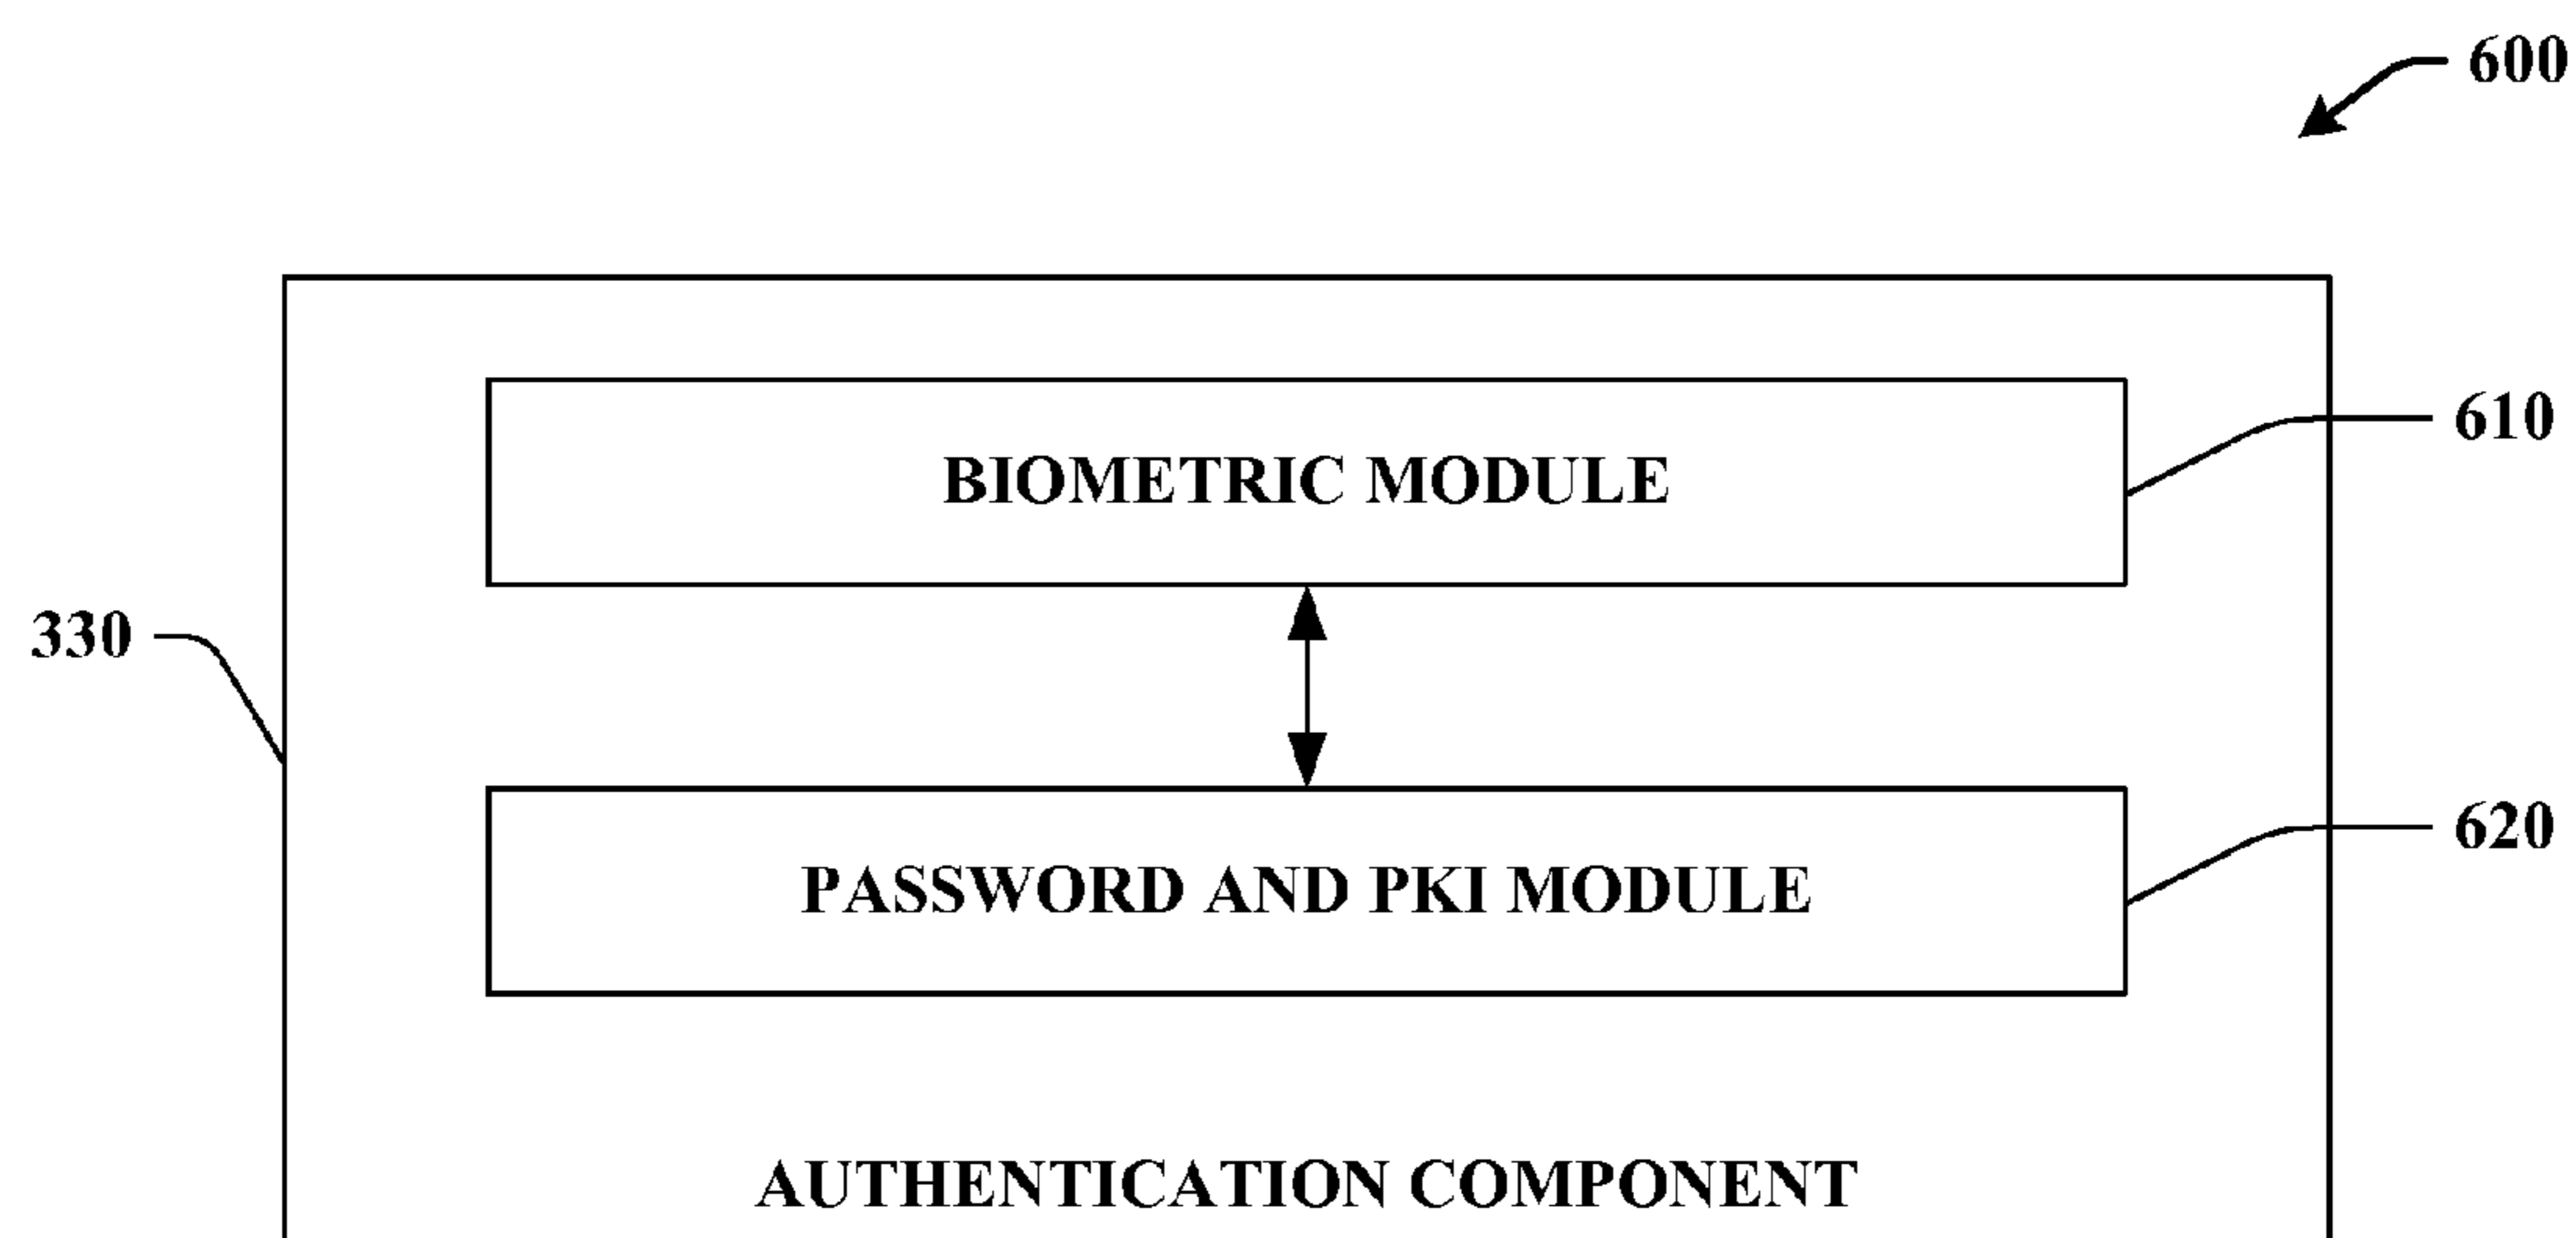 600
BIOMETRIC MODULE
610
330
PASSWORD AND PKI MODULE
620
AUTHENTICATION COMPONENT